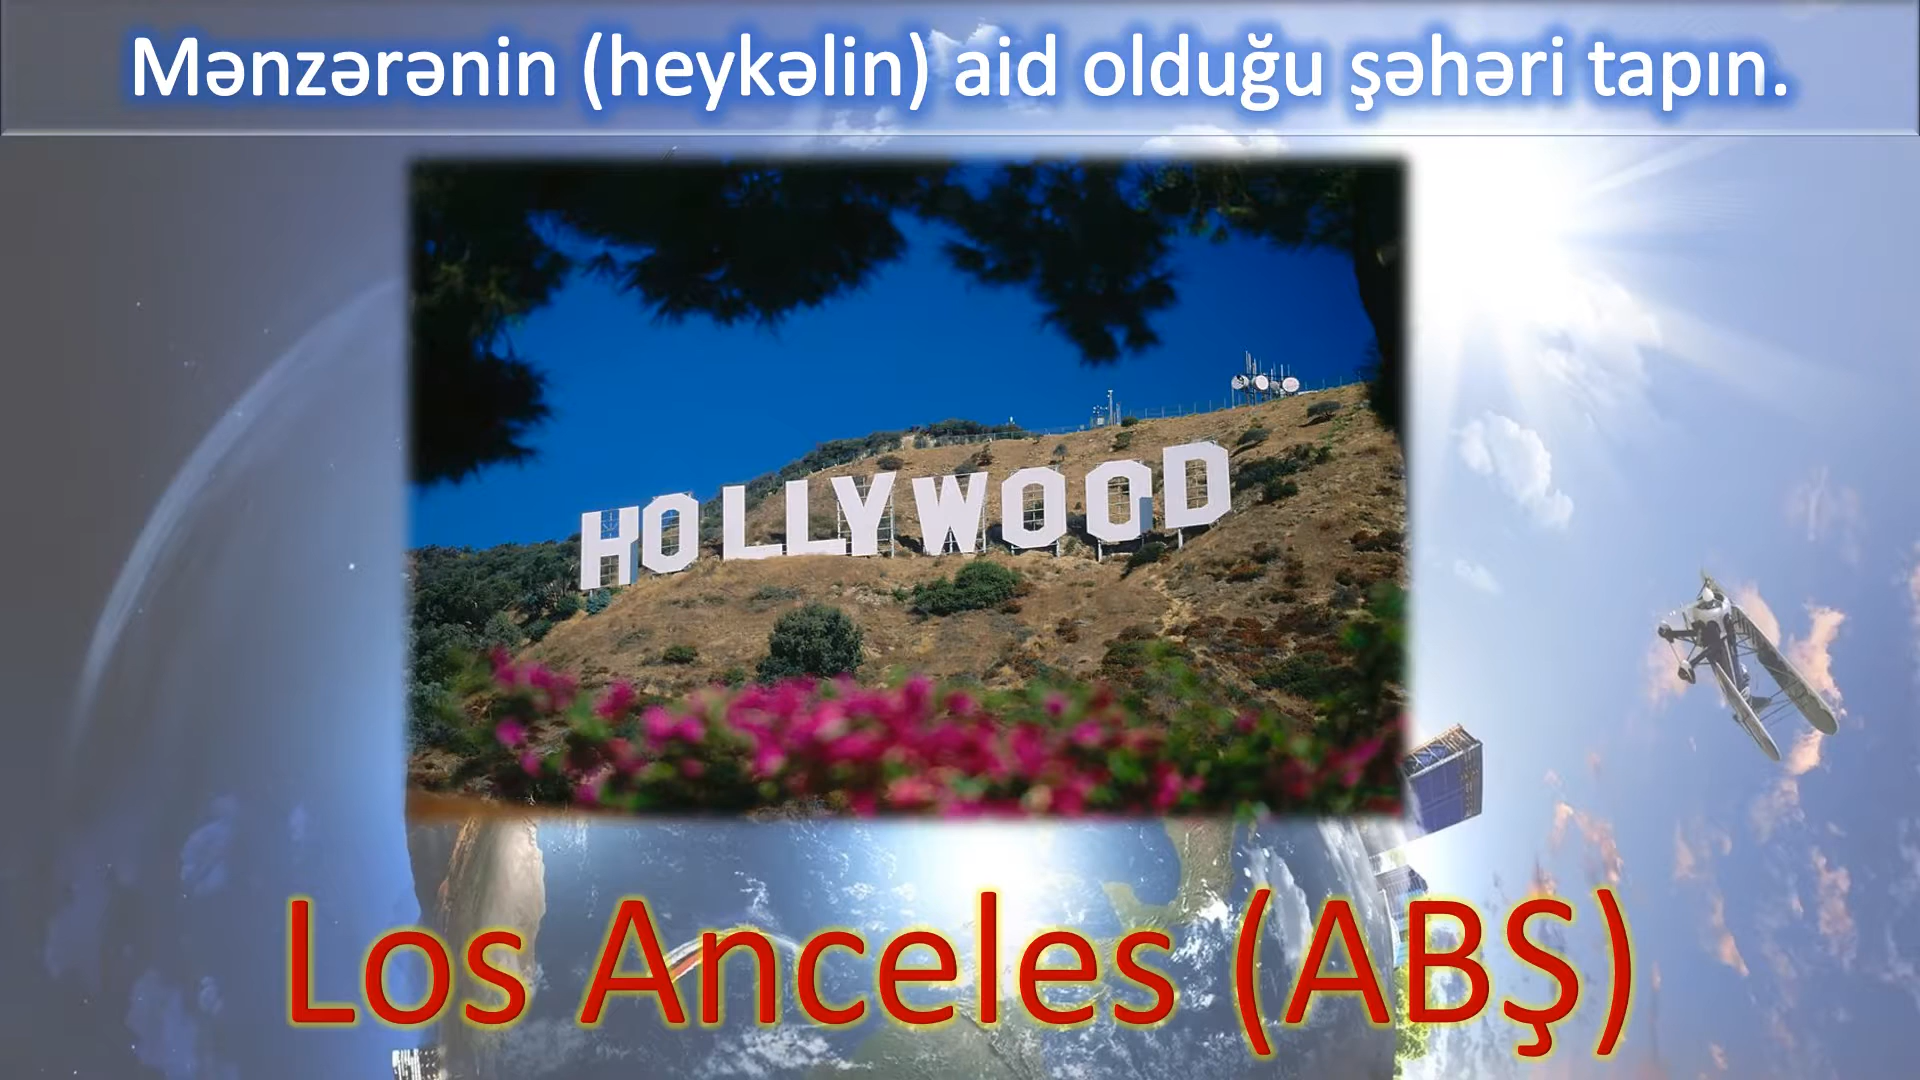 Mənzərənin (heykəlin) aid olduğu şəhəri tapın.
HOLLYWOOD
Los Anceles (ABŞ)